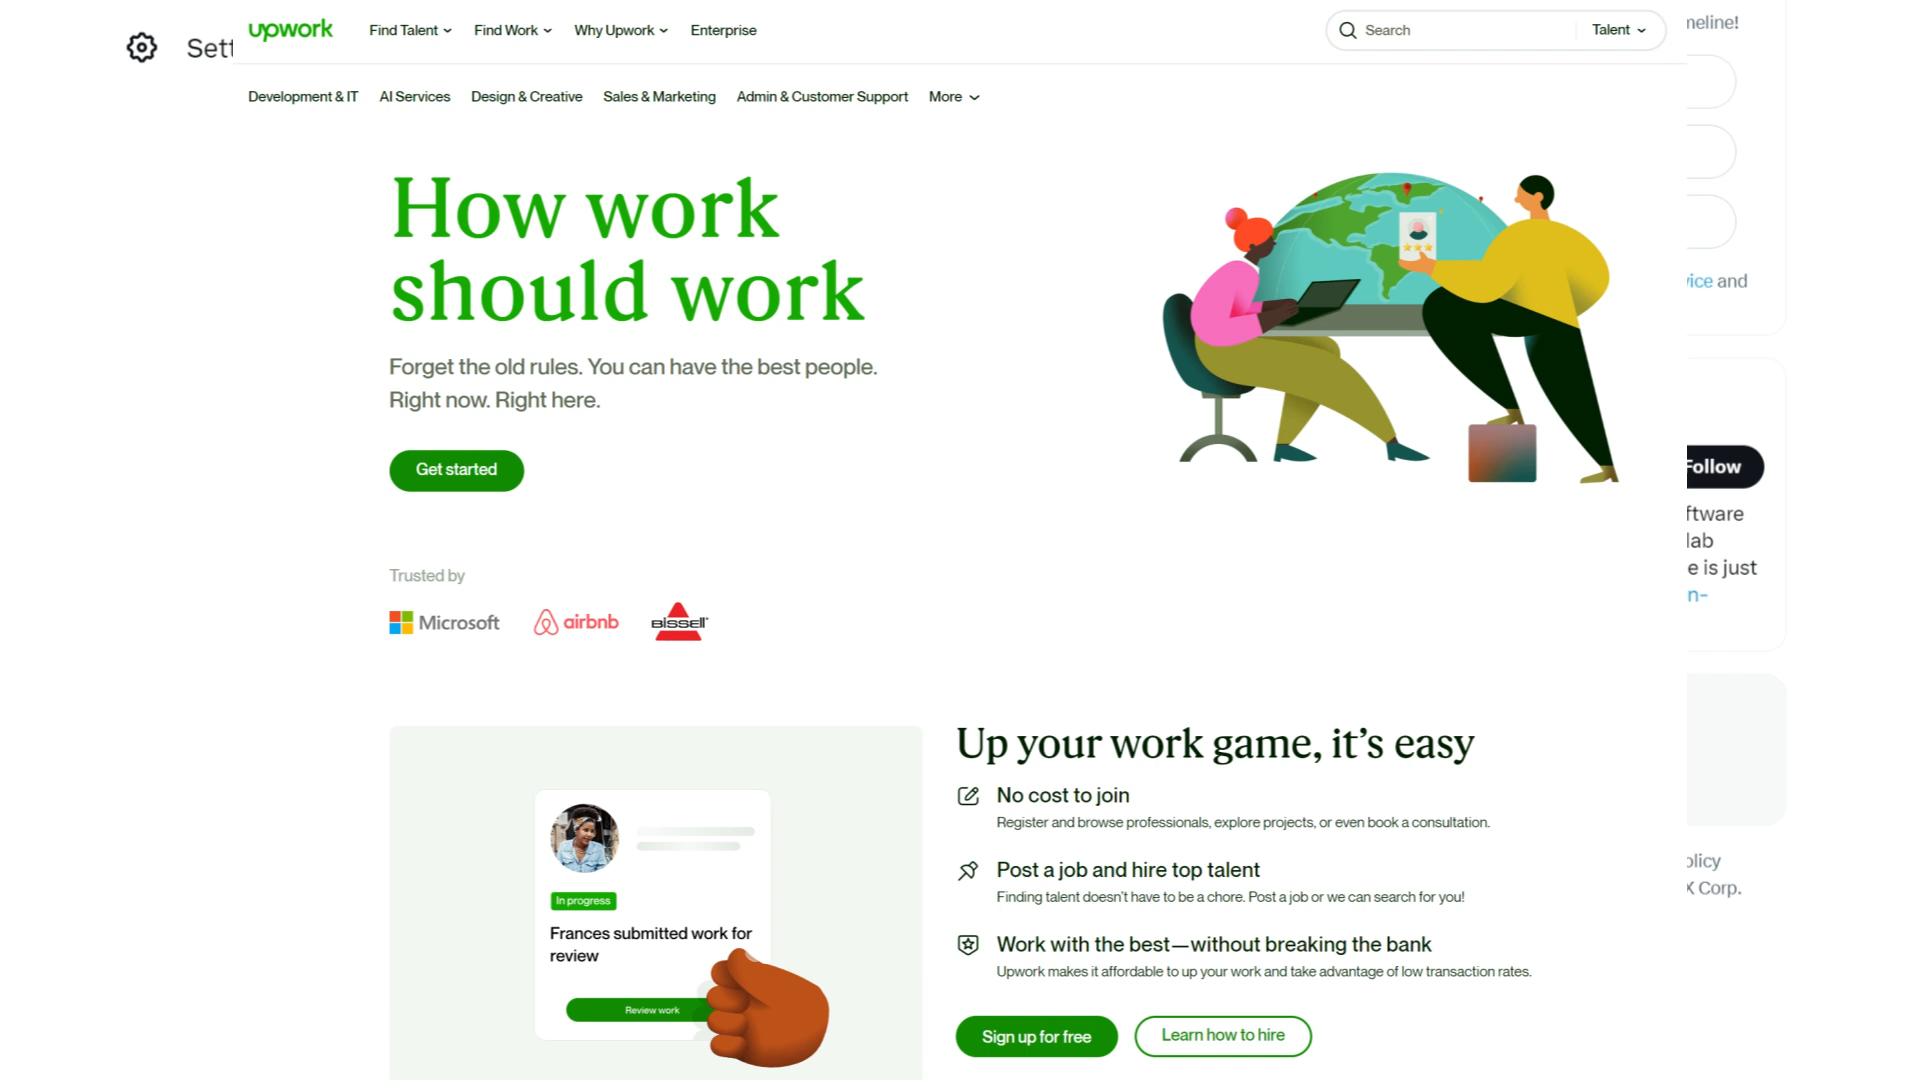 Sett
upwork
Find Talent
Find Work
Why Upwork
Enterprise
Search
Talent
Development & IT
AI Services
Design & Creative
Sales & Marketing
Admin & Customer Support
More
How work
should work
Forget the old rules. You can have the best people.
Right now. Right here.
Get started
Trusted by
Microsoft
airbnb
BISSELL
In progress
Frances submitted work for
review
Review work
Up your work game, it's easy
No cost to join
Register and browse professionals, explore projects, or even book a consultation.
Post a job and hire top talent
Finding talent doesn't have to be a chore. Post a job or we can search for you!
Work with the best—without breaking the bank
Upwork makes it affordable to up your work and take advantage of low transaction rates.
Sign up for free
Learn how to hire
meline!
vice and
Follow
ftware
lab
e is just
n-
olicy
X Corp.